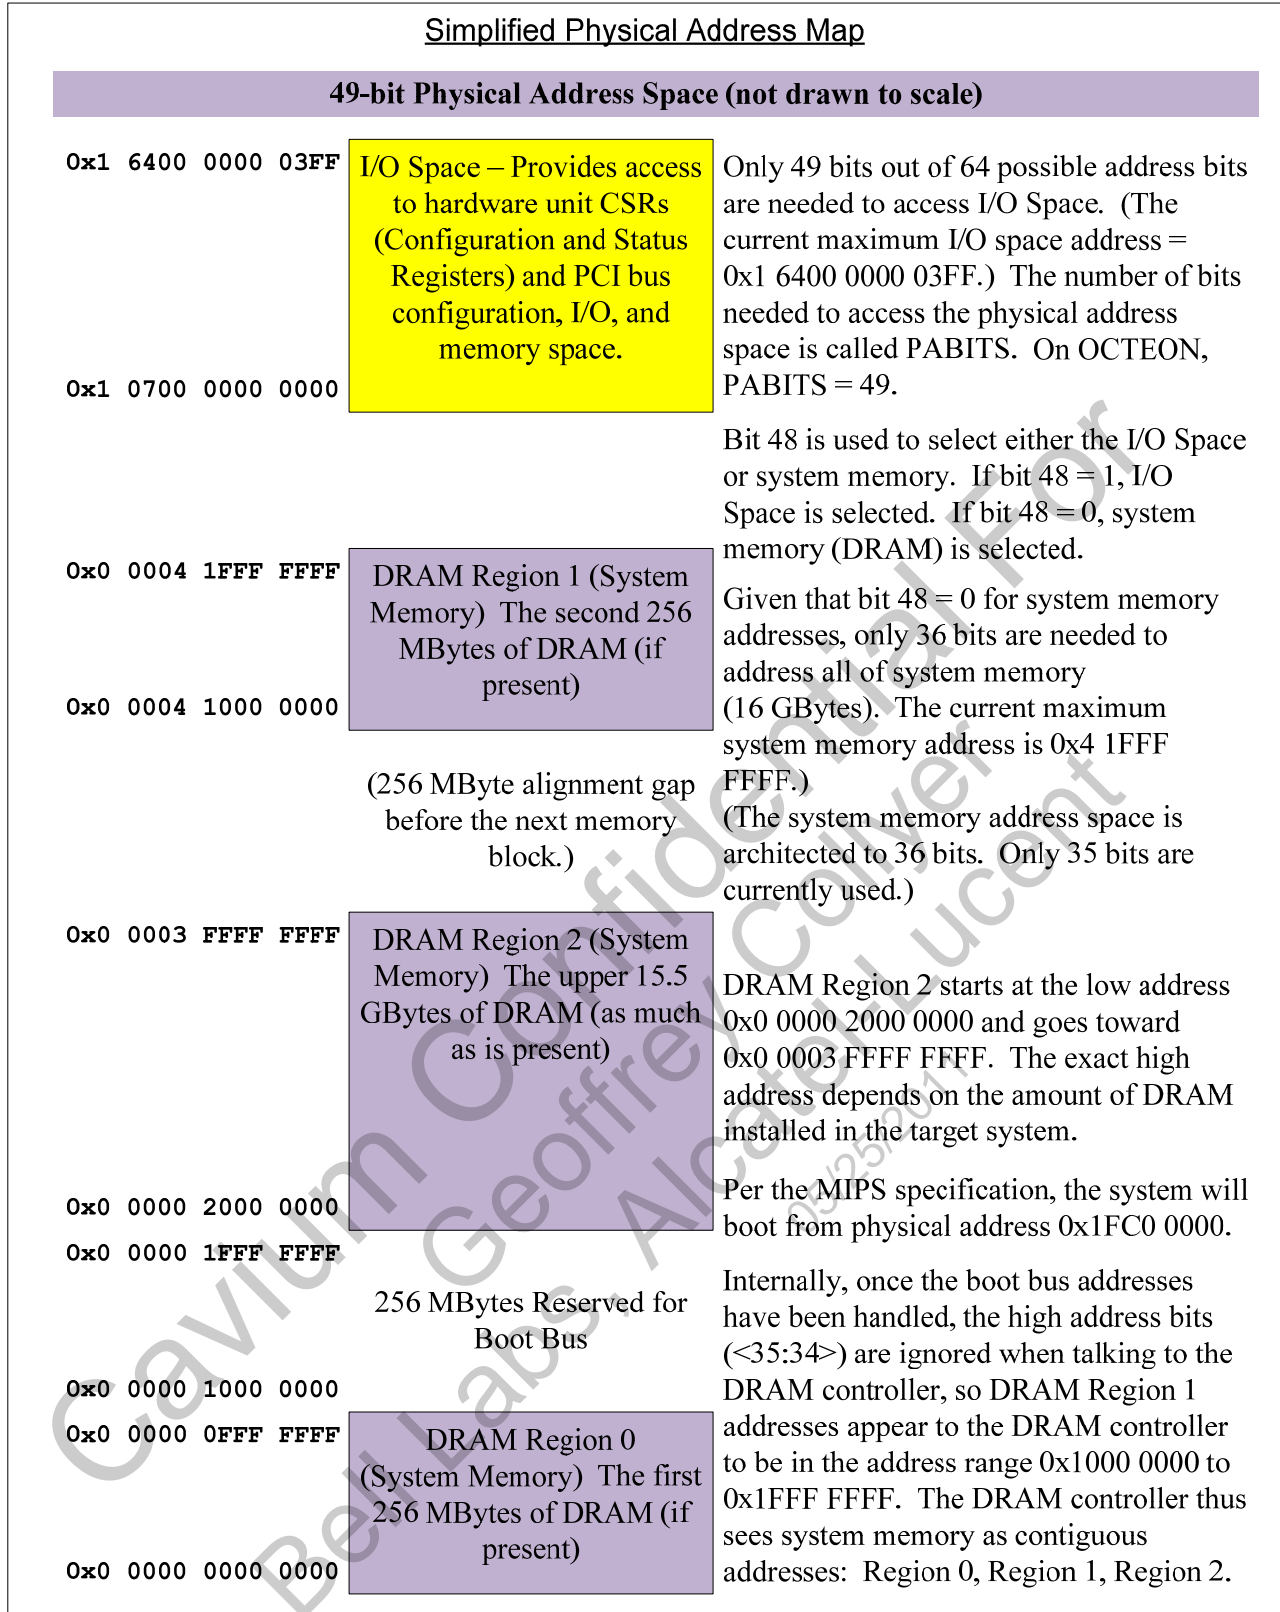 Simplified Physical Address Map
49-bit Physical Address Space (not drawn to scale)
0x1 6400 0000 03FF
I/O Space – Provides access
to hardware unit CSRs
(Configuration and Status
Registers) and PCI bus
configuration, I/O, and
memory space.
0x1 0700 0000 0000
Only 49 bits out of 64 possible address bits
are needed to access I/O Space.  (The
current maximum I/O space address =
0x1 6400 0000 03FF.)  The number of bits
needed to access the physical address
space is called PABITS.  On OCTEON,
PABITS = 49.
Bit 48 is used to select either the I/O Space
or system memory.  If bit 48 = 1, I/O
Space is selected.  If bit 48 = 0, system
memory (DRAM) is selected.
0x0 0004 1FFF FFFF
DRAM Region 1 (System
Memory)  The second 256
MBytes of DRAM (if
present)
0x0 0004 1000 0000
Given that bit 48 = 0 for system memory
addresses, only 36 bits are needed to
address all of system memory
(16 GBytes).  The current maximum
system memory address is 0x4 1FFF
FFFF.)
(The system memory address space is
architected to 36 bits.  Only 35 bits are
currently used.)
(256 MByte alignment gap
before the next memory
block.)
0x0 0003 FFFF FFFF
DRAM Region 2 (System
Memory)  The upper 15.5
GBytes of DRAM (as much
as is present)
0x0 0000 2000 0000
DRAM Region 2 starts at the low address
0x0 0000 2000 0000 and goes toward
0x0 0003 FFFF FFFF.  The exact high
address depends on the amount of DRAM
installed in the target system.
Per the MIPS specification, the system will
boot from physical address 0x1FC0 0000.
0x0 0000 1FFF FFFF
256 MBytes Reserved for
Boot Bus
0x0 0000 1000 0000
Internally, once the boot bus addresses
have been handled, the high address bits
(<35:34>) are ignored when talking to the
DRAM controller, so DRAM Region 1
addresses appear to the DRAM controller
to be in the address range 0x1000 0000 to
0x1FFF FFFF.  The DRAM controller thus
sees system memory as contiguous
addresses:  Region 0, Region 1, Region 2.
0x0 0000 0FFF FFFF
DRAM Region 0
(System Memory)  The first
256 MBytes of DRAM (if
present)
0x0 0000 0000 0000
Cavium Confidential For
Geoffrey Collyer
Bell Labs, Alcatel-Lucent
05/25/2011